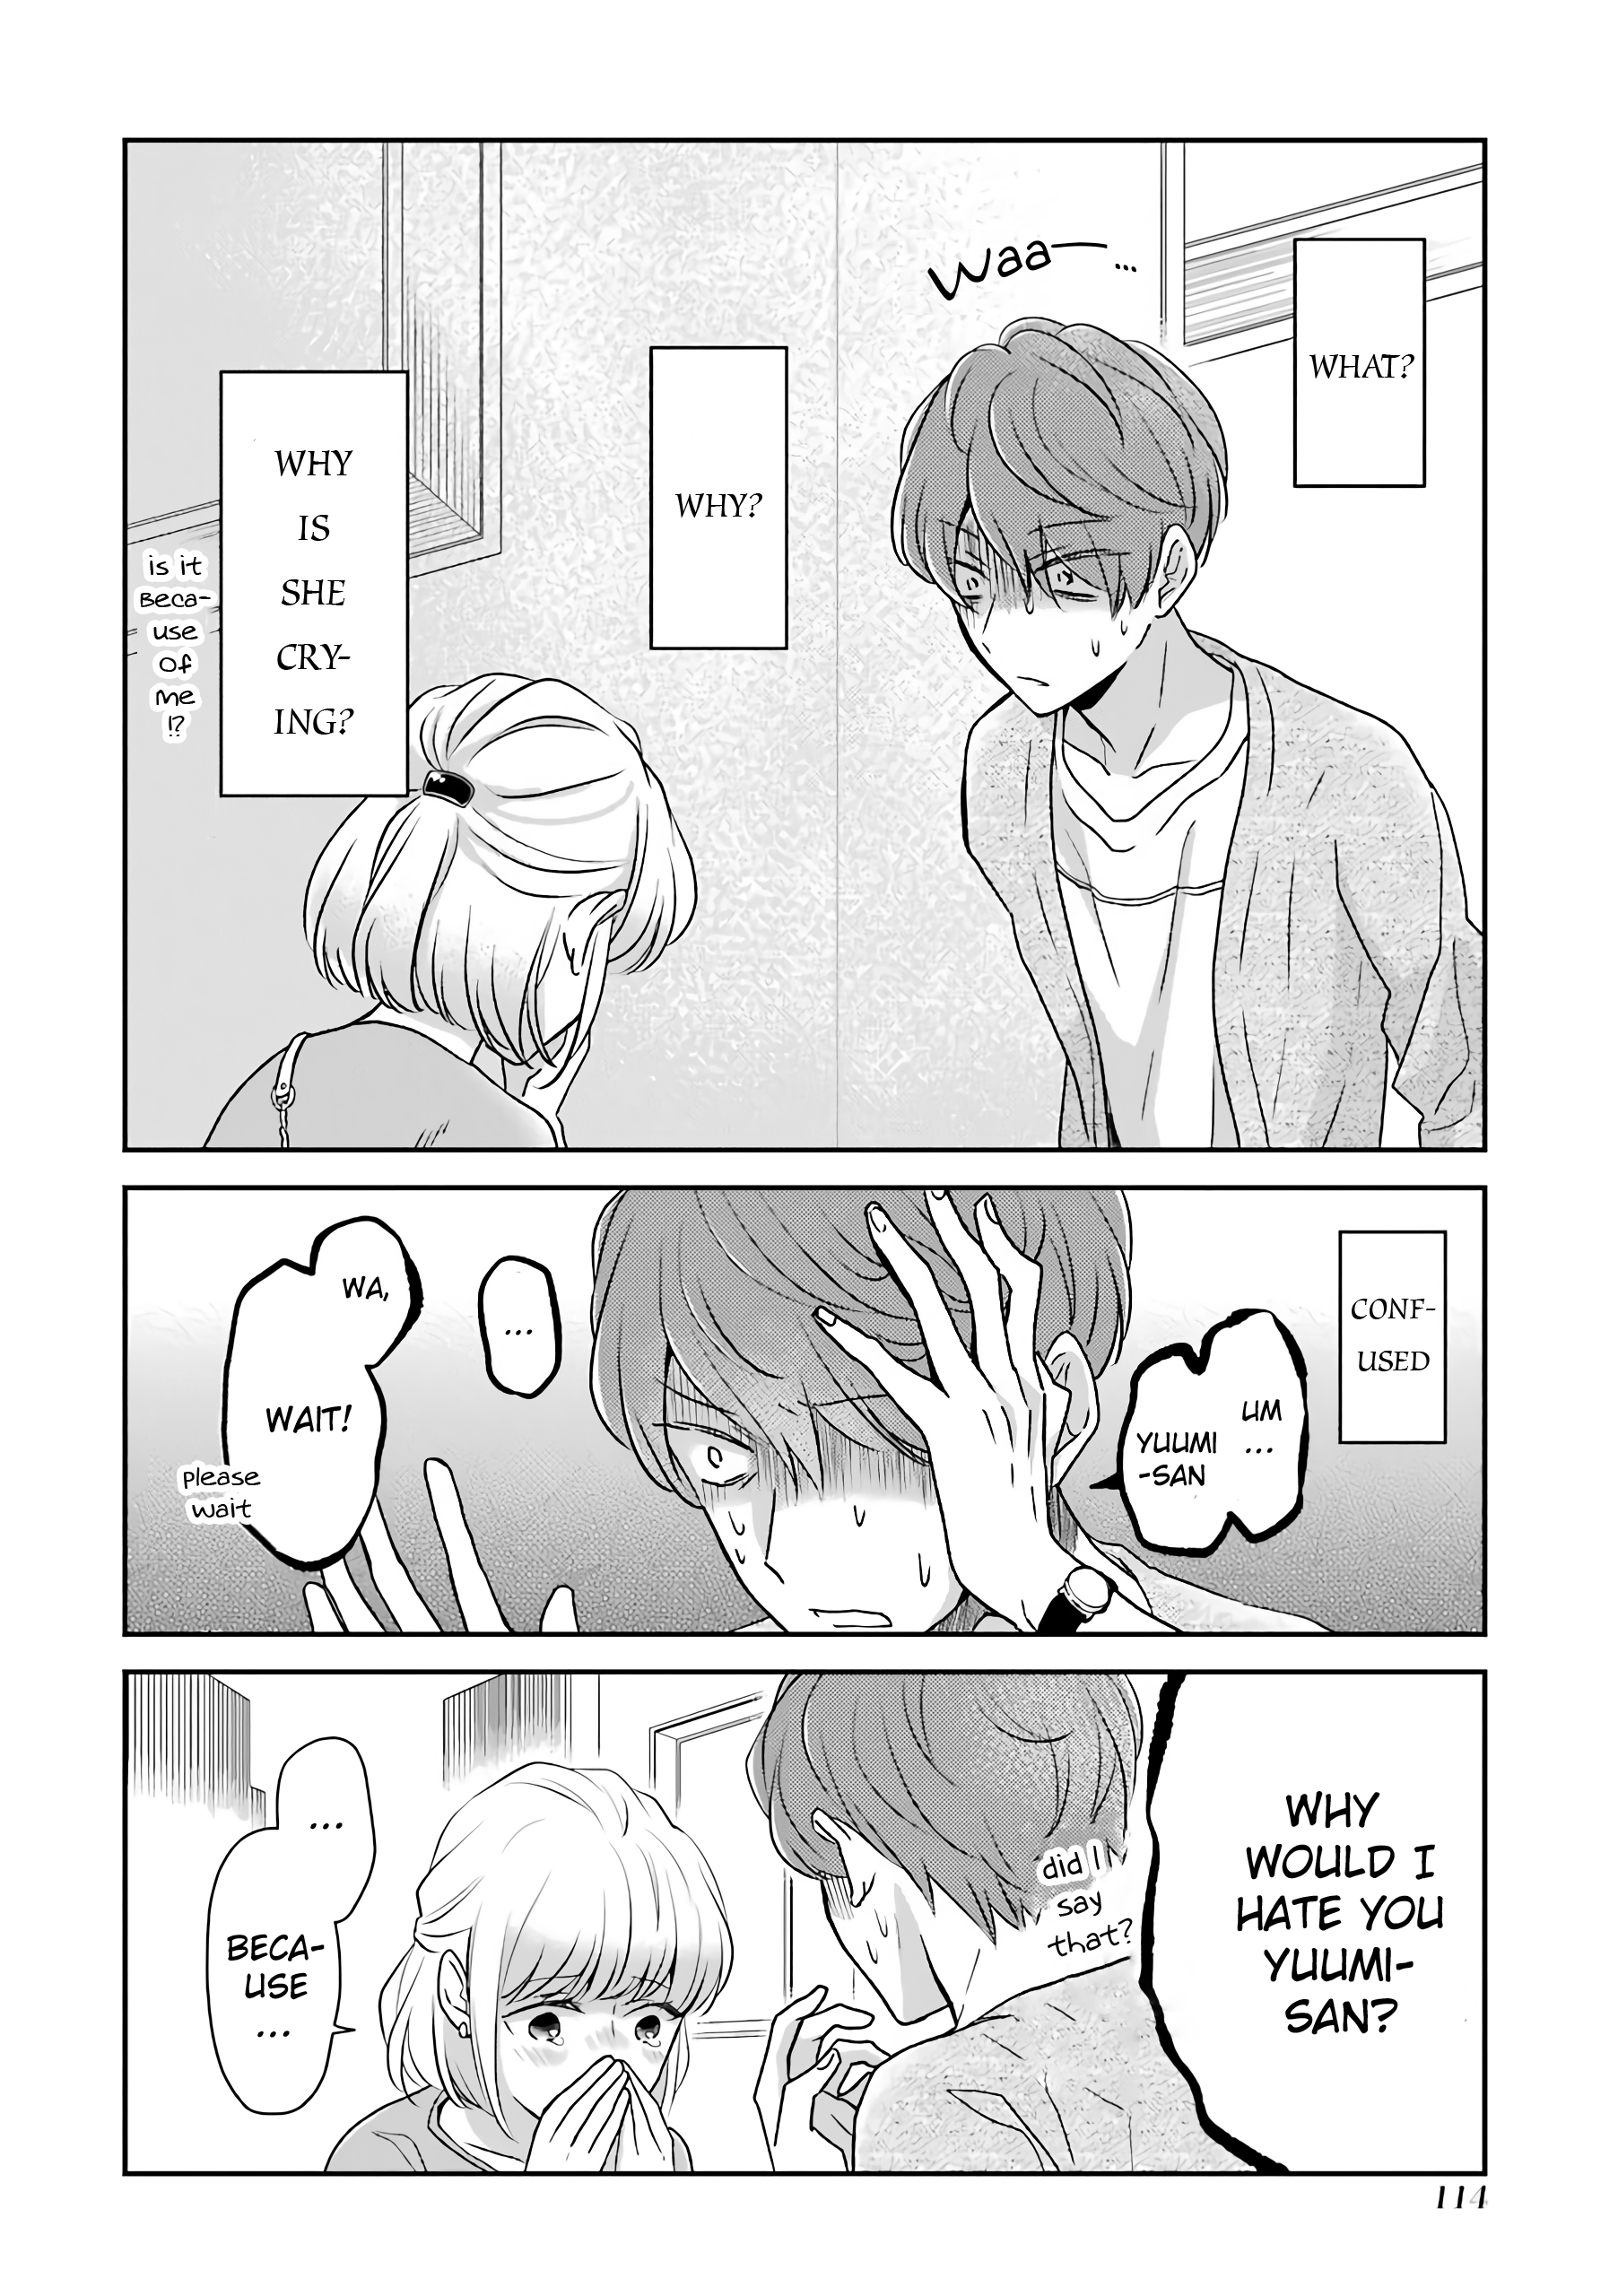 WHAT?
Waa—...
WHY?
WHY
IS
SHE
CRY-
ING?
is it
Beca-
use
Of
me
!?
CONF-
USED
UM
...
YUUMI
-SAN
...
WA,
WAIT!
please
wait
WHY
WOULD I
HATE YOU
YUUMI-
SAN?
did I
say
that?
...
BECA-
USE
...
114